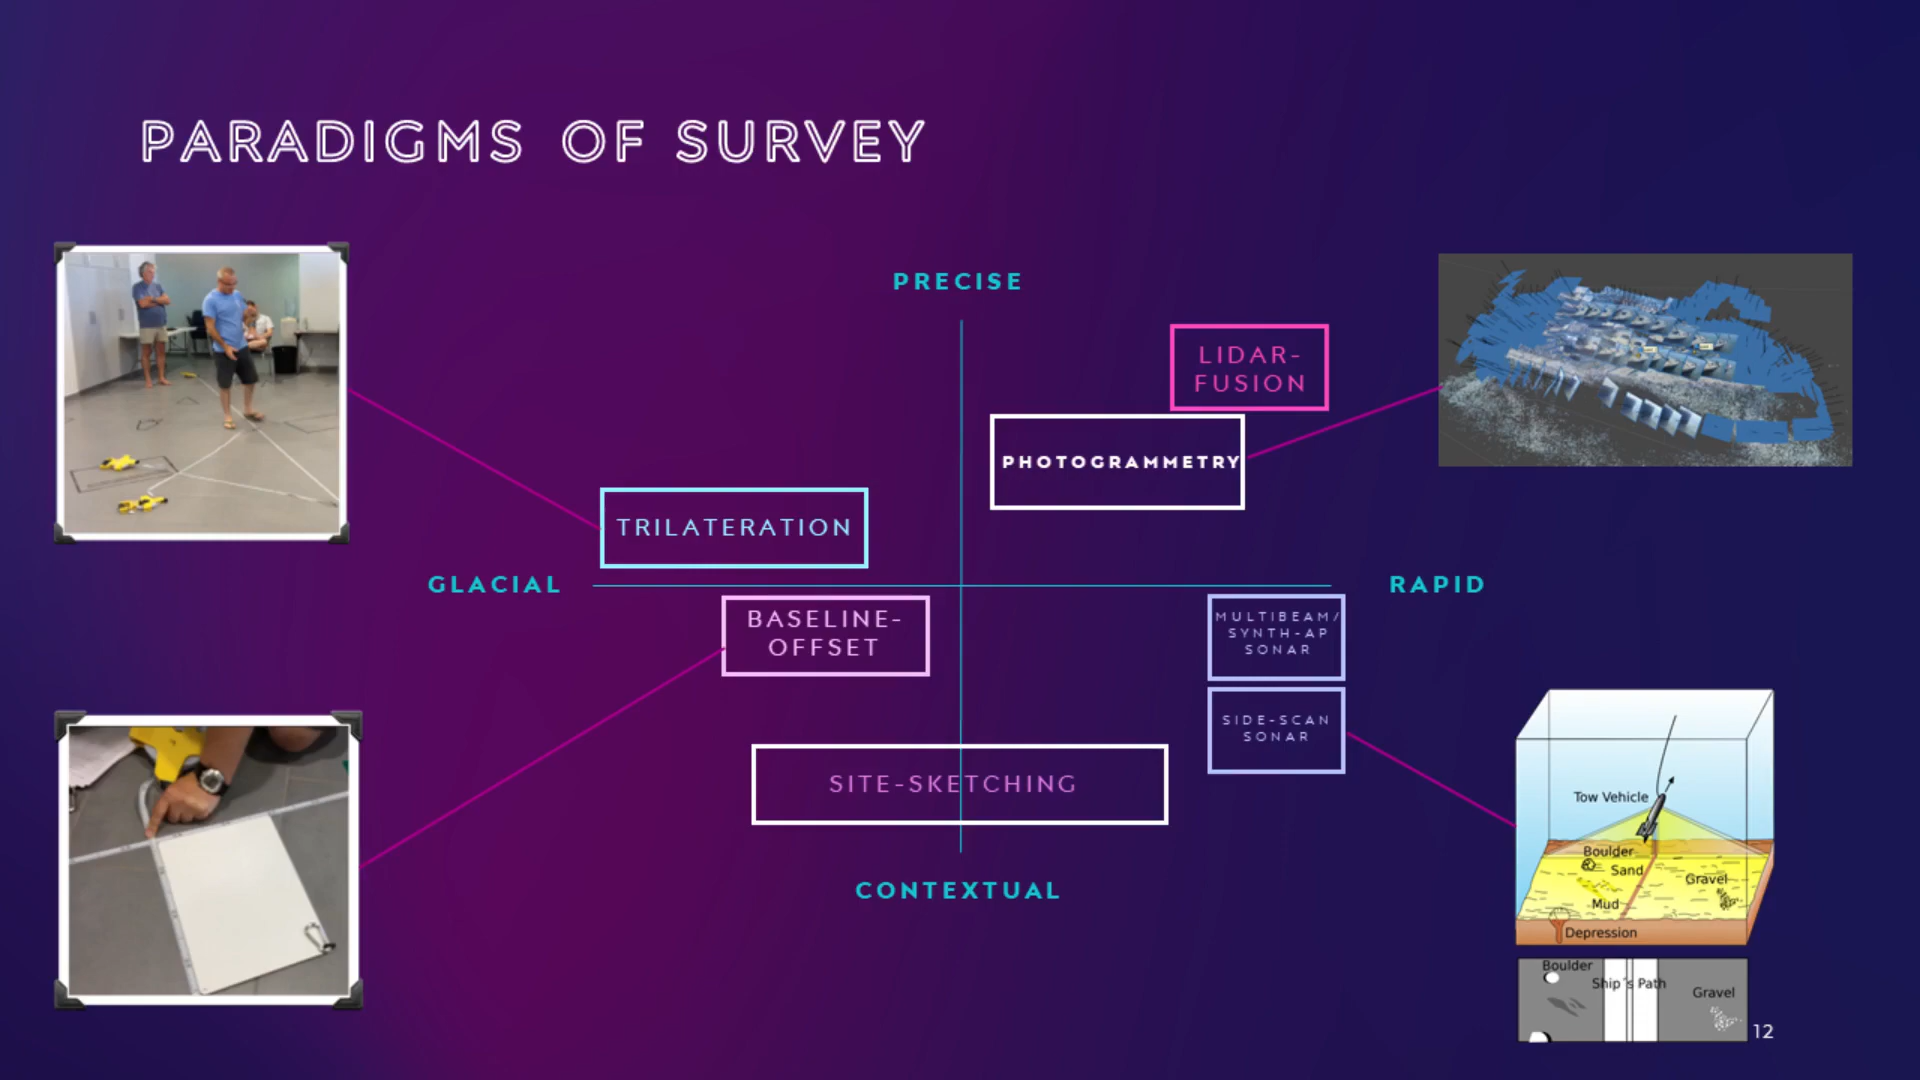 PARADIGMS OF SURVEY
PRECISE
LIDAR-
FUSION
PHOTOGRAMMETRY
TRILATERATION
GLACIAL
RAPID
BASELINE-
OFFSET
MULTIBEAM/
SYNTH-AP
SONAR
SIDE-SCAN
SONAR
SITE-SKETCHING
CONTEXTUAL
Tow Vehicle
Boulder
Sand
Gravel
Mud
Depression
Boulder
Ship´s Path
Gravel
12